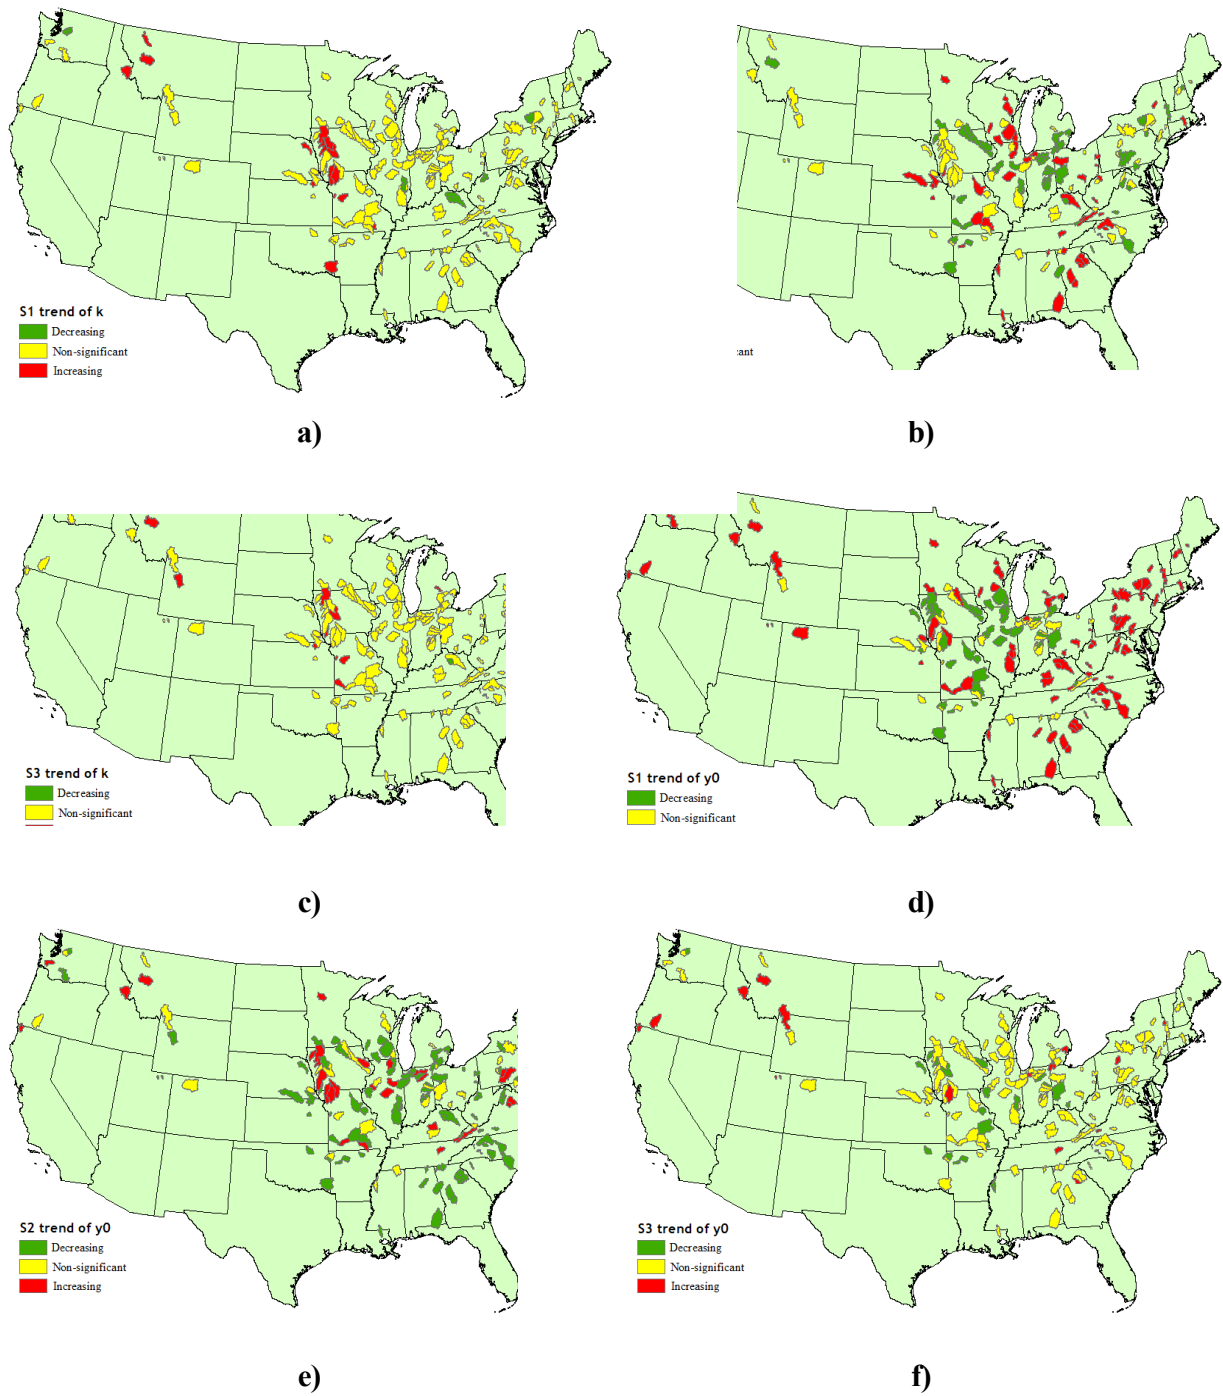 S1 trend of k
Decreasing
Non-significant
Increasing
cant
a)
b)
S3 trend of k
Decreasing
Non-significant
S1 trend of y0
Decreasing
Non-significant
c)
d)
S2 trend of y0
Decreasing
Non-significant
Increasing
S3 trend of y0
Decreasing
Non-significant
Increasing
e)
f)